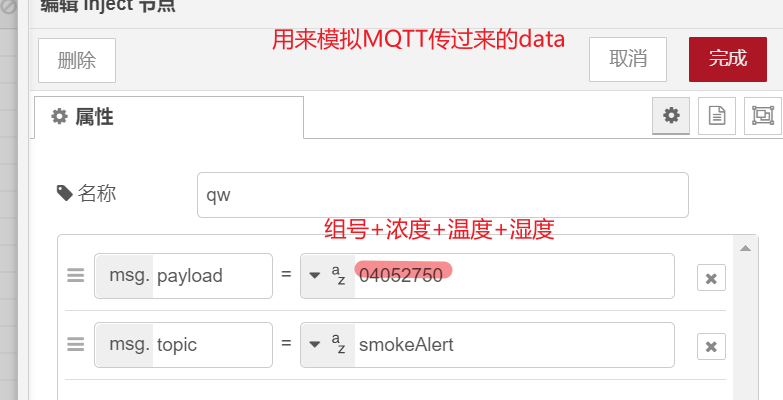 编辑 inject 节点
用来模拟MQTT传过来的data
删除
取消
完成
属性
名称
qw
组号+浓度+温度+湿度
msg. payload = az 04052750
msg. topic = az smokeAlert